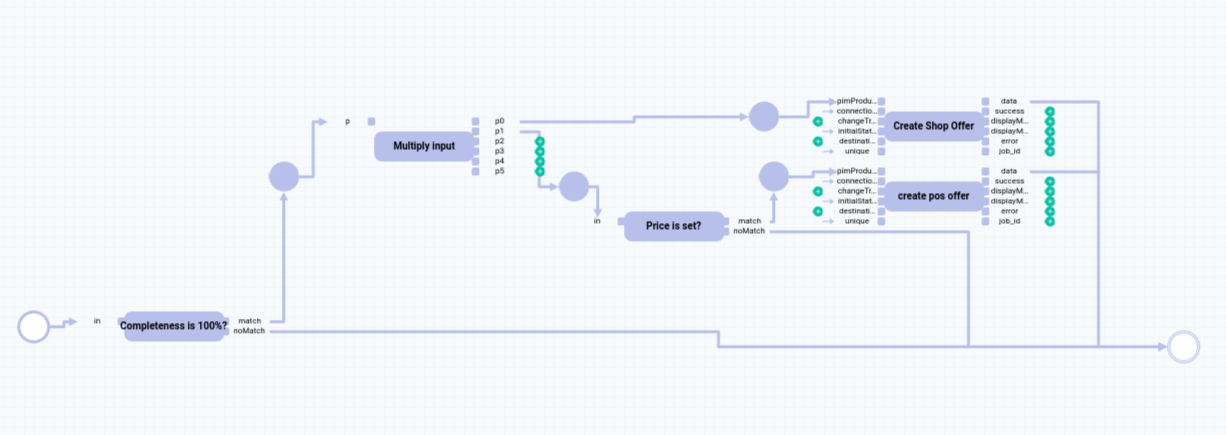 in
Completeness is 100%?
match
noMatch
p
Multiply input
p0
p1
p2
p3
p4
p5
in
Price is set?
match
noMatch
pimProdu...
connectio...
changeTr...
initialStat...
destinati...
unique
Create Shop Offer
data
success
displayM...
displayM...
error
job_id
pimProdu...
connectio...
changeTr...
initialStat...
destinati...
unique
create pos offer
data
success
displayM...
displayM...
error
job_id